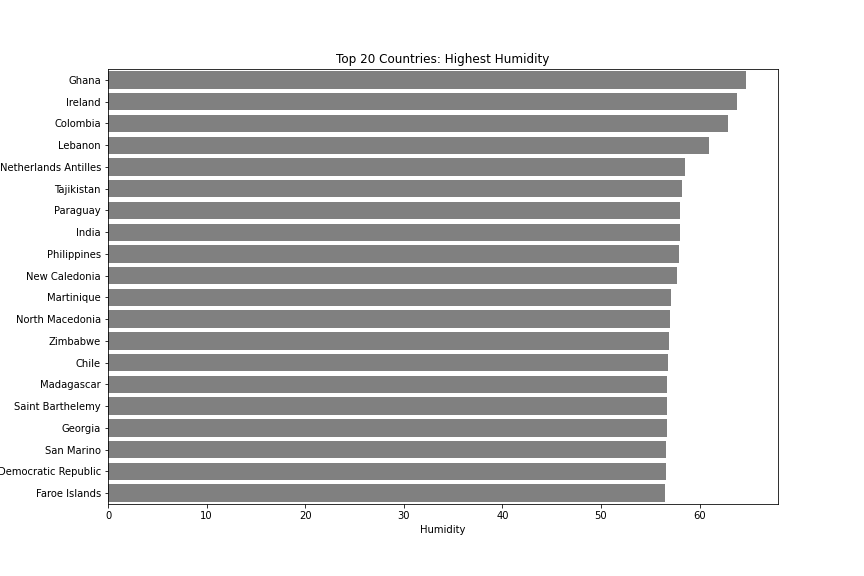 Top 20 Countries: Highest Humidity
Ghana
Ireland
Colombia
Lebanon
Netherlands Antilles
Tajikistan
Paraguay
India
Philippines
New Caledonia
Martinique
North Macedonia
Zimbabwe
Chile
Madagascar
Saint Barthelemy
Georgia
San Marino
Democratic Republic
Faroe Islands
0 10 20 30 40 50 60
Humidity